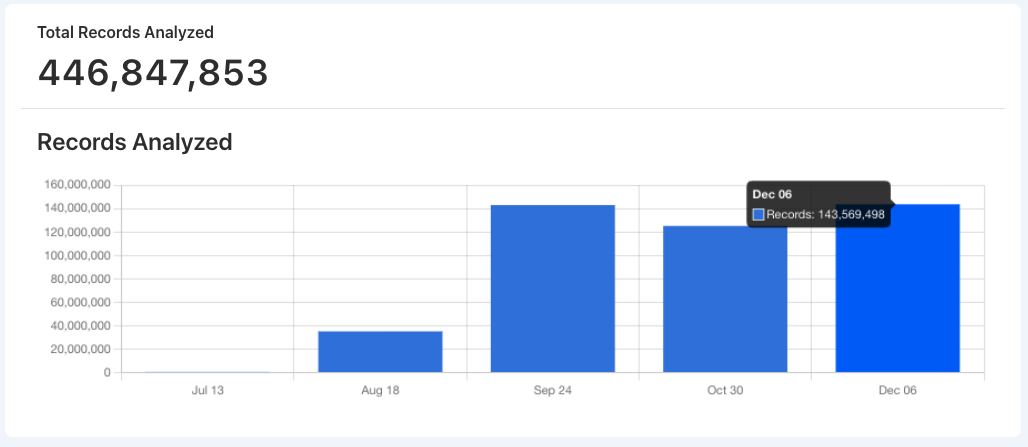 Total Records Analyzed
446,847,853
Records Analyzed
160,000,000
140,000,000
120,000,000
100,000,000
80,000,000
60,000,000
40,000,000
20,000,000
0
Dec 06
Records: 143,569,498
Jul 13 Aug 18 Sep 24 Oct 30 Dec 06